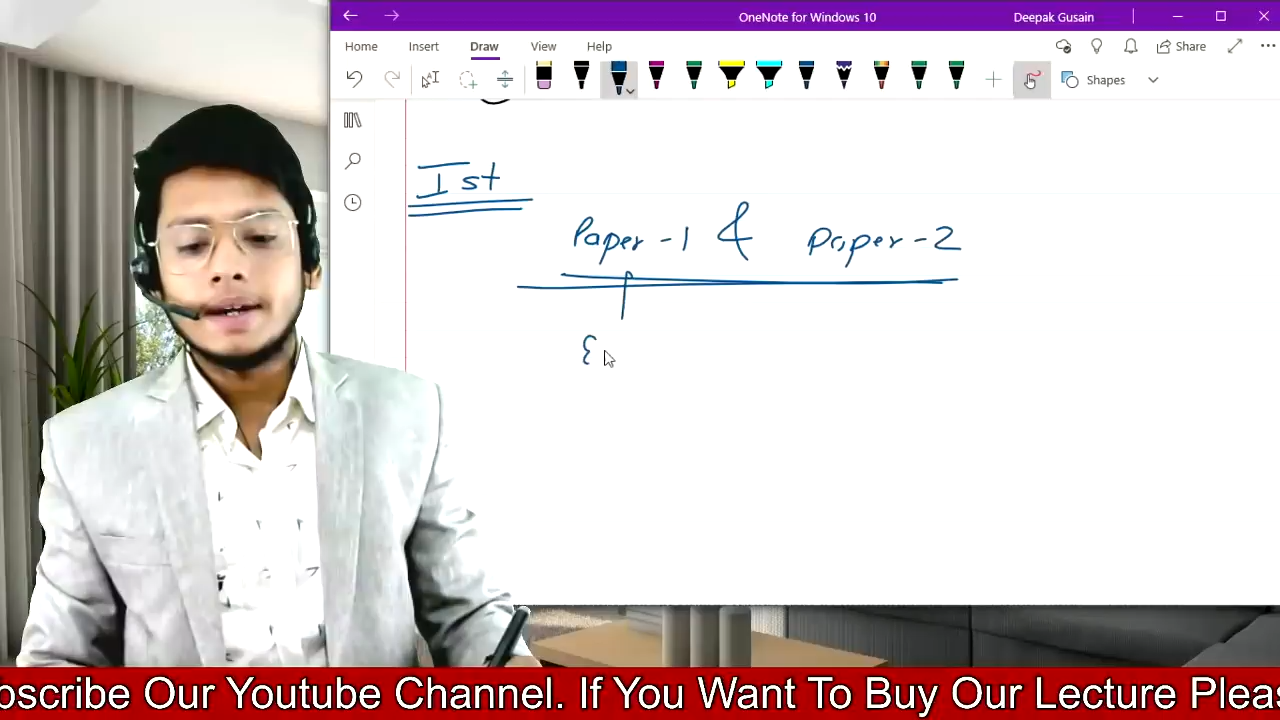 OneNote for Windows 10
Deepak Gusain
Home Insert Draw View Help
Share
Shapes
Ist
Paper - 1 & Paper - 2
bscribe Our Youtube Channel. If You Want To Buy Our Lecture Pleas